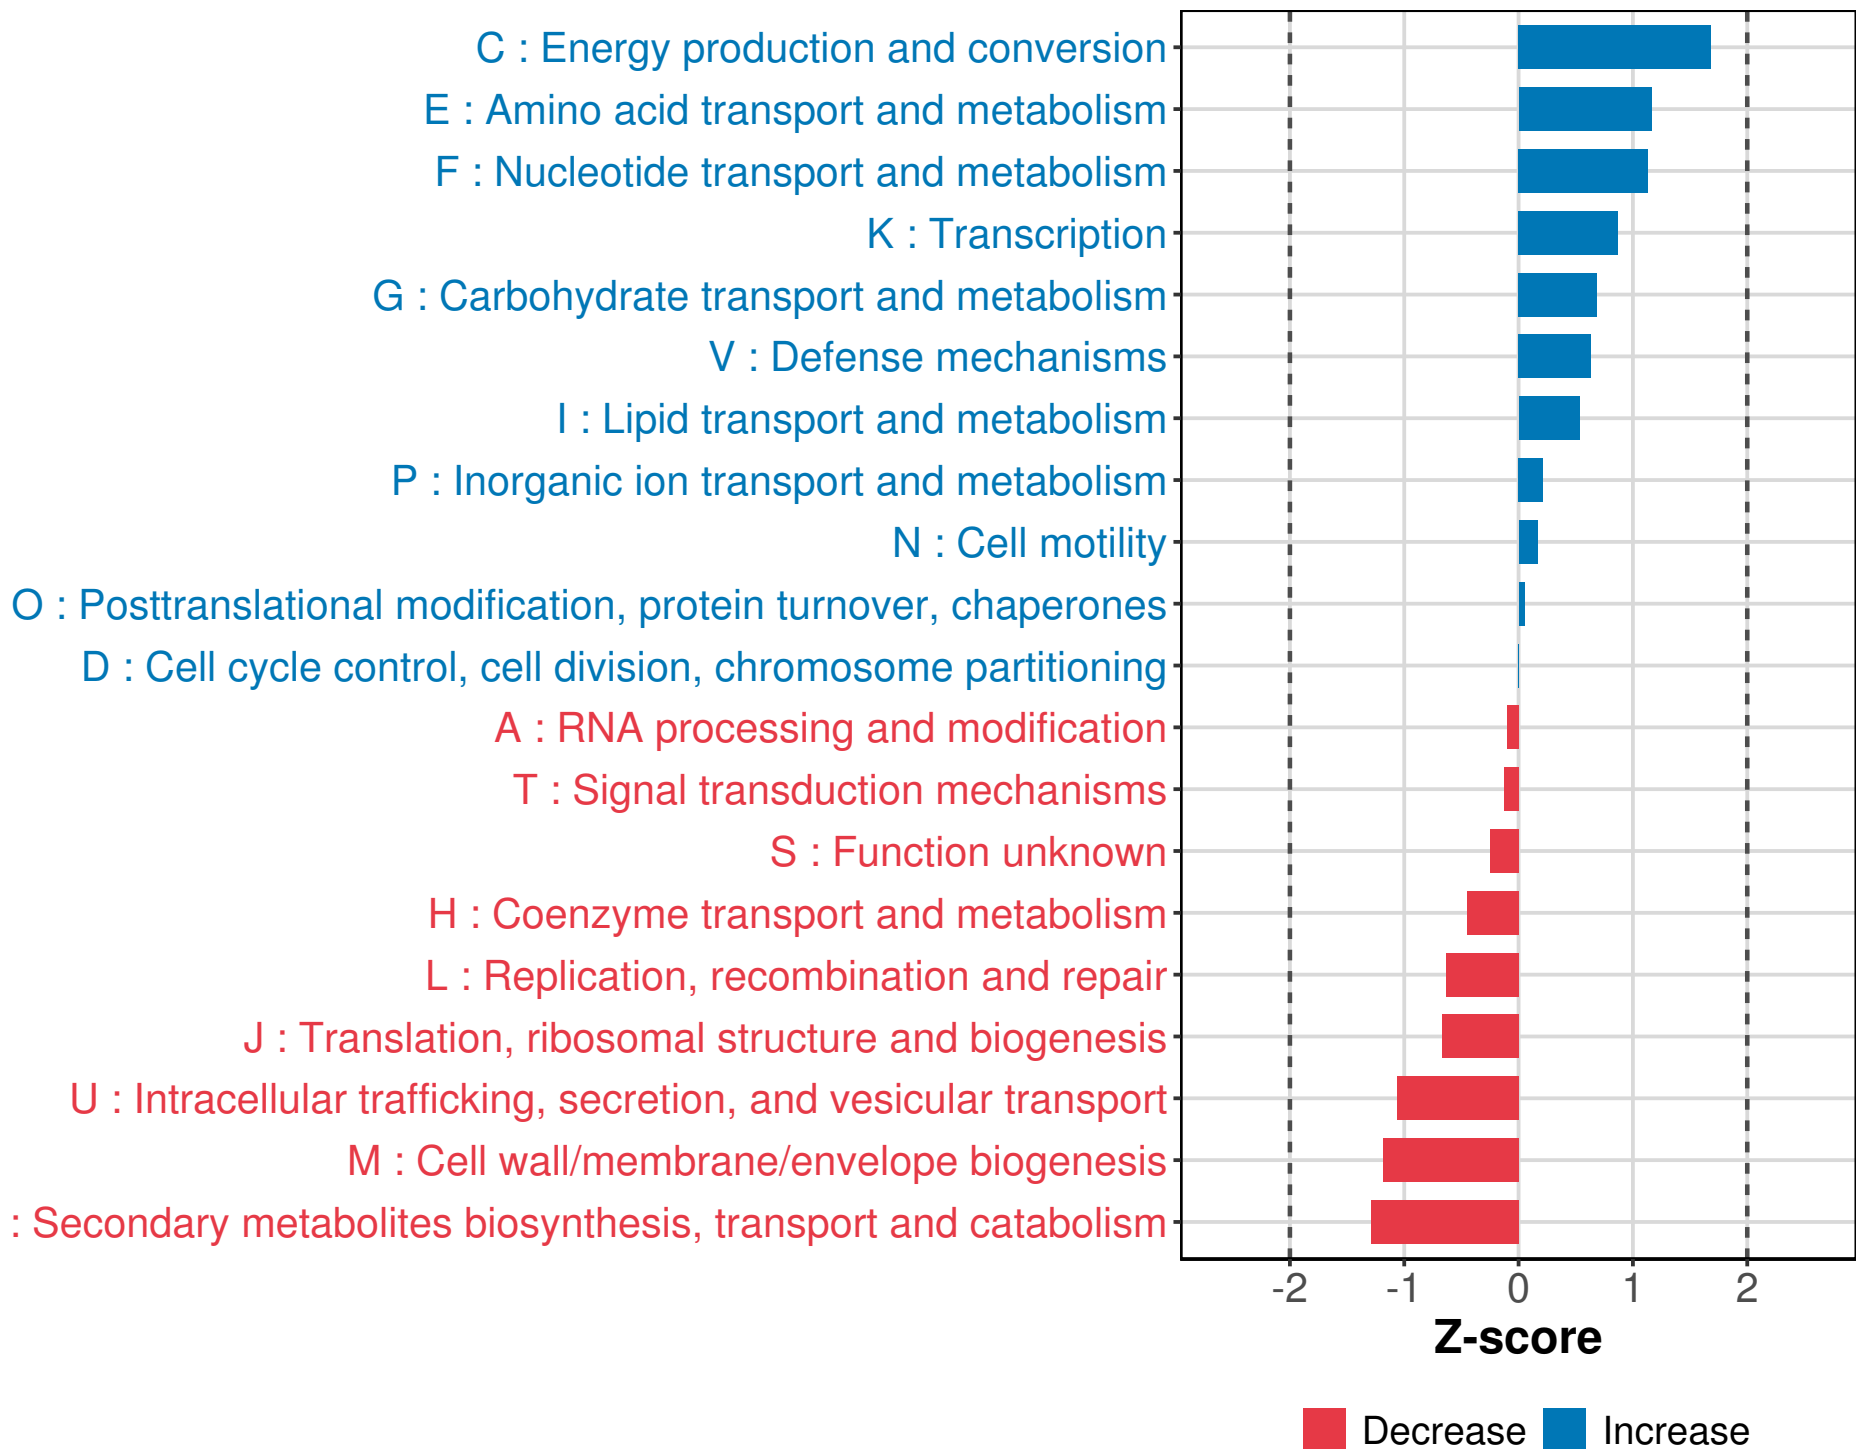 C : Energy production and conversion
E : Amino acid transport and metabolism
F : Nucleotide transport and metabolism
K : Transcription
G : Carbohydrate transport and metabolism
V : Defense mechanisms
I : Lipid transport and metabolism
P : Inorganic ion transport and metabolism
N : Cell motility
O : Posttranslational modification, protein turnover, chaperones
D : Cell cycle control, cell division, chromosome partitioning
A : RNA processing and modification
T : Signal transduction mechanisms
S : Function unknown
H : Coenzyme transport and metabolism
L : Replication, recombination and repair
J : Translation, ribosomal structure and biogenesis
U : Intracellular trafficking, secretion, and vesicular transport
M : Cell wall/membrane/envelope biogenesis
: Secondary metabolites biosynthesis, transport and catabolism
-2 -1 0 1 2
Z-score
Decrease Increase